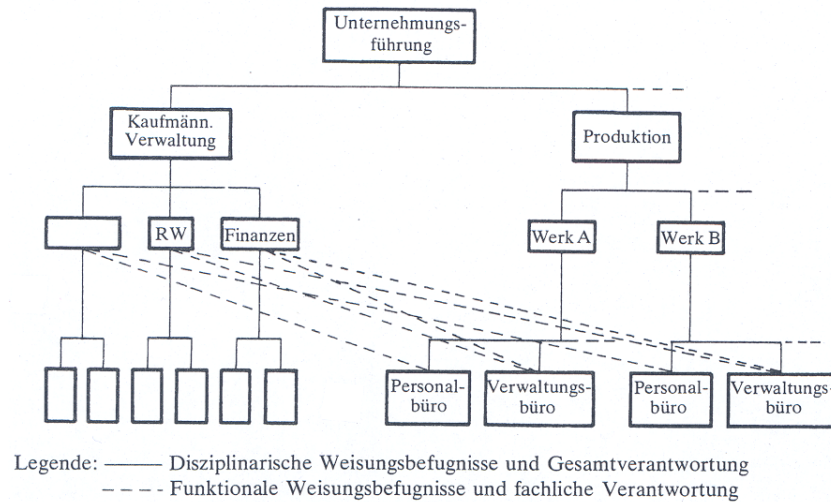 Unternehmungs-
führung
Kaufmänn.
Verwaltung
Produktion
RW
Finanzen
Werk A
Werk B
Personal-
büro
Verwaltungs-
büro
Personal-
büro
Verwaltungs-
büro
Legende: ——— Disziplinarische Weisungsbefugnisse und Gesamtverantwortung
– – – – Funktionale Weisungsbefugnisse und fachliche Verantwortung